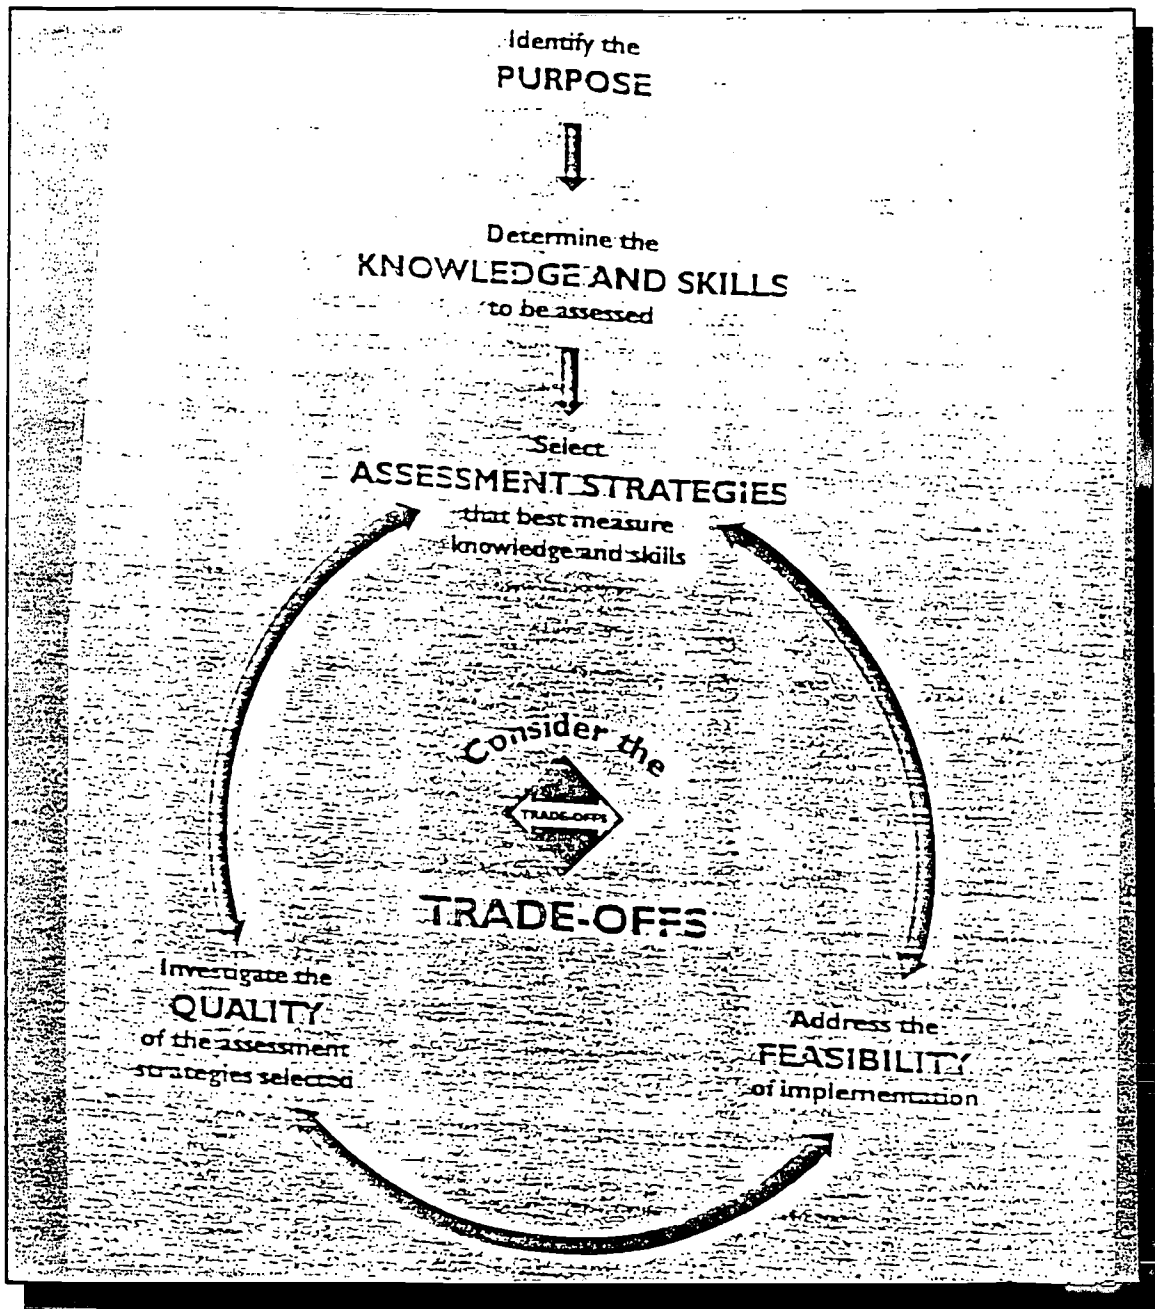 Identify the
PURPOSE
Determine the
KNOWLEDGE AND SKILLS
to be assessed
Select
ASSESSMENT STRATEGIES
that best measure
knowledge and skills
Consider the
TRADE-OFFS
TRADE-OFFS
Investigate the
QUALITY
of the assessment
strategies selected
Address the
FEASIBILITY
of implementation